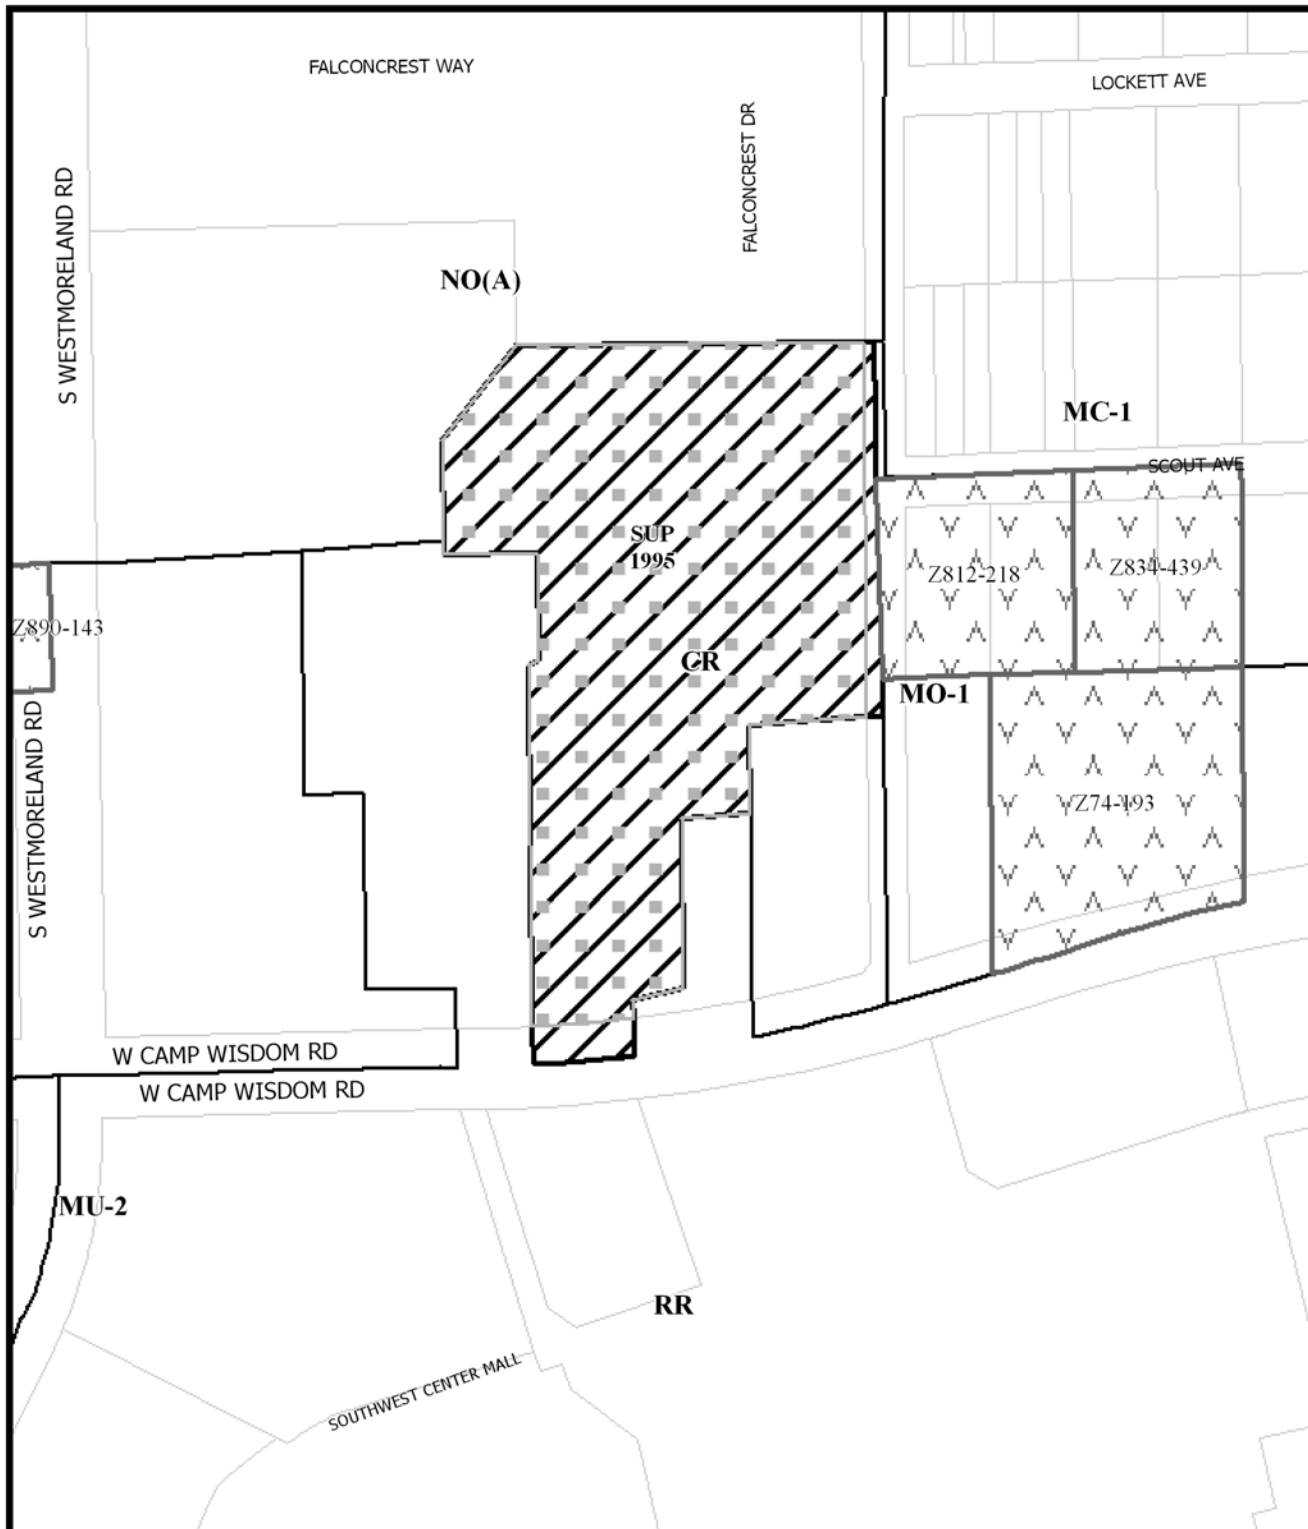 FALCONCREST WAY
LOCKETT AVE
FALCONCREST DR
S WESTMORELAND RD
NO(A)
MC-1
SCOUT AVE
SUP
1995
Z812-218
Z834-439
Z890-143
CR
MO-1
S WESTMORELAND RD
Z74-193
W CAMP WISDOM RD
W CAMP WISDOM RD
MU-2
RR
SOUTHWEST CENTER MALL